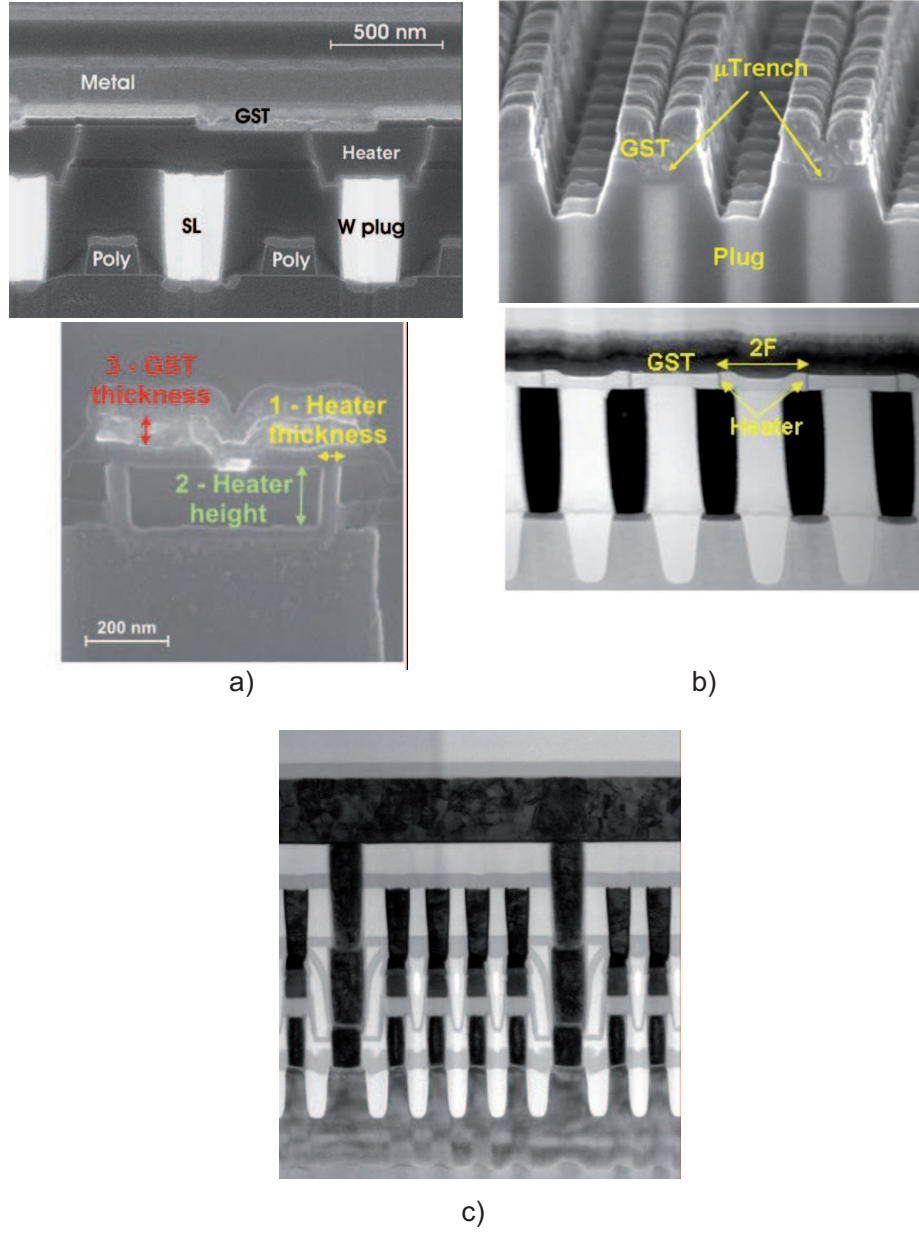 500 nm
Metal
GST
Heater
SL
W plug
Poly
Poly
3 - GST
thickness
1 - Heater
thickness
2 - Heater
height
200 nm
a)
μTrench
GST
Plug
GST
2F
Heater
b)
c)